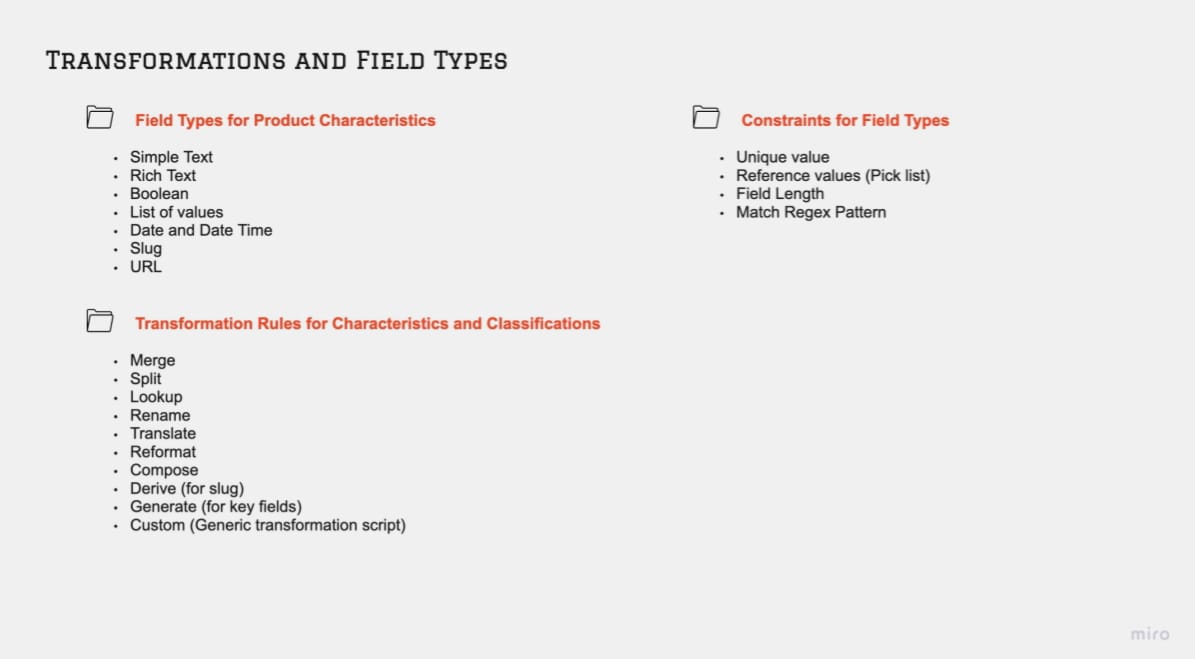 Transformations and Field Types
Field Types for Product Characteristics
• Simple Text
• Rich Text
• Boolean
• List of values
• Date and Date Time
• Slug
• URL
Constraints for Field Types
• Unique value
• Reference values (Pick list)
• Field Length
• Match Regex Pattern
Transformation Rules for Characteristics and Classifications
• Merge
• Split
• Lookup
• Rename
• Translate
• Reformat
• Compose
• Derive (for slug)
• Generate (for key fields)
• Custom (Generic transformation script)
miro